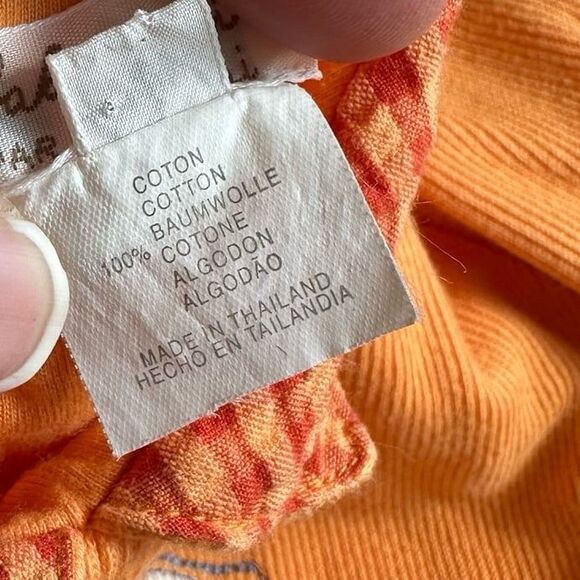 COTON
COTTON
BAUMWOLLE
100% COTONE
ALGODON
ALGODÃO
MADE IN THAILAND
HECHO EN TAILANDIA